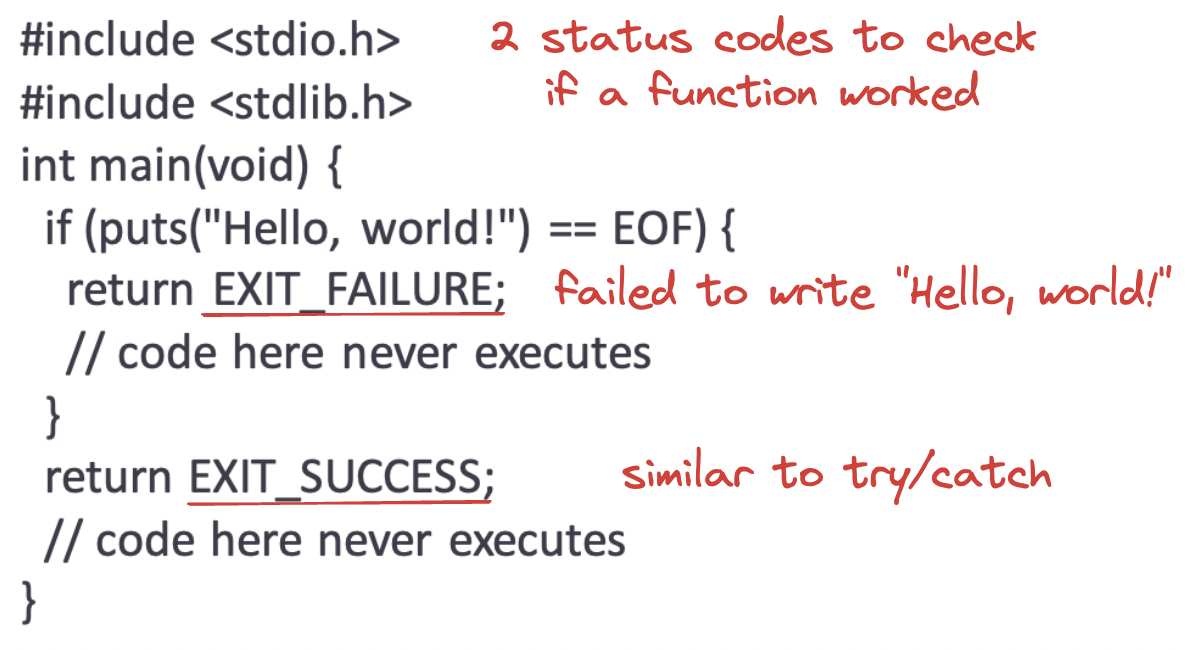 #include <stdio.h> 2 status codes to check
#include <stdlib.h> if a function worked
int main(void) {
if (puts("Hello, world!") == EOF) {
return EXIT_FAILURE; failed to write "Hello, world!"
// code here never executes
}
return EXIT_SUCCESS; similar to try/catch
// code here never executes
}